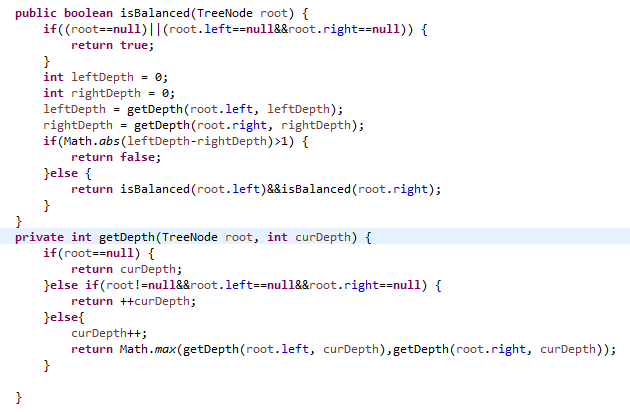 public boolean isBalanced(TreeNode root) {
    if((root==null)||(root.left==null&&root.right==null)) {
        return true;
    }
    int leftDepth = 0;
    int rightDepth = 0;
    leftDepth = getDepth(root.left, leftDepth);
    rightDepth = getDepth(root.right, rightDepth);
    if(Math.abs(leftDepth-rightDepth)>1) {
        return false;
    }else {
        return isBalanced(root.left)&&isBalanced(root.right);
    }
}
private int getDepth(TreeNode root, int curDepth) {
    if(root==null) {
        return curDepth;
    }else if(root!=null&&root.left==null&&root.right==null) {
        return ++curDepth;
    }else{
        curDepth++;
        return Math.max(getDepth(root.left, curDepth),getDepth(root.right, curDepth));
    }
}